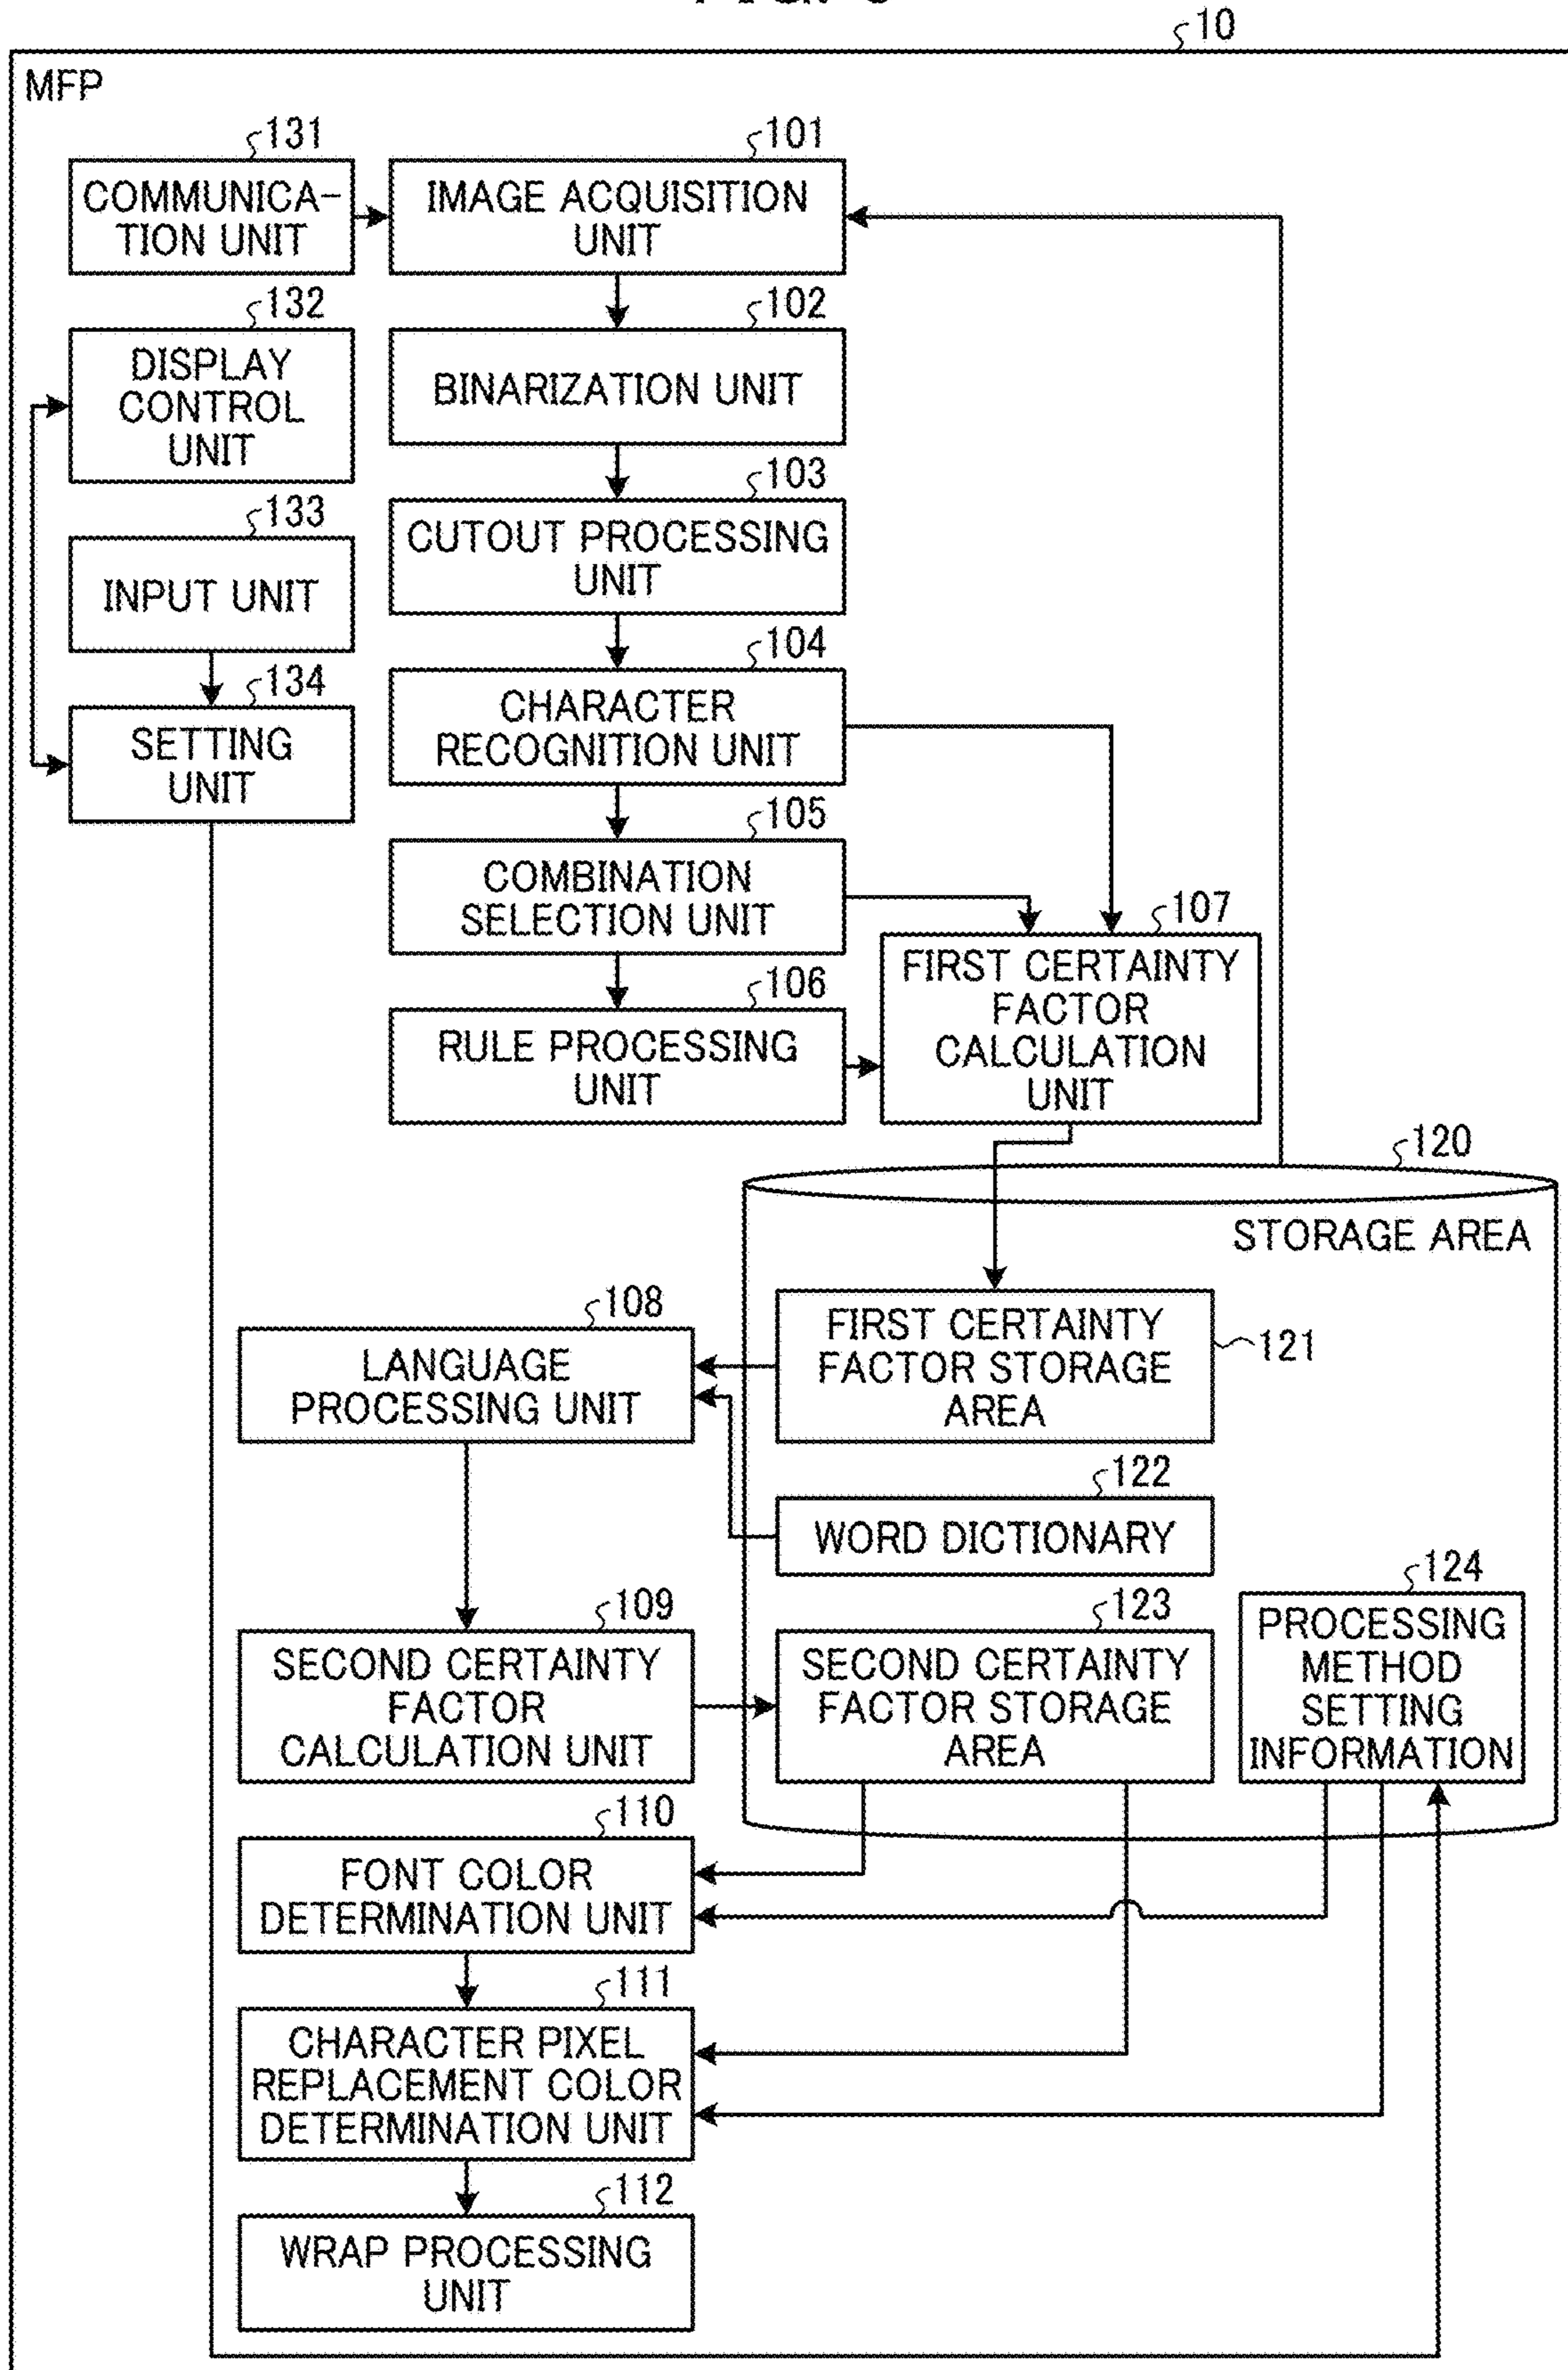 10
MFP
131
COMMUNICA-
TION UNIT
101
IMAGE ACQUISITION
UNIT
132
DISPLAY
CONTROL
UNIT
102
BINARIZATION UNIT
133
INPUT UNIT
103
CUTOUT PROCESSING
UNIT
134
SETTING
UNIT
104
CHARACTER
RECOGNITION UNIT
105
COMBINATION
SELECTION UNIT
106
RULE PROCESSING
UNIT
107
FIRST CERTAINTY
FACTOR
CALCULATION
UNIT
120
STORAGE AREA
108
LANGUAGE
PROCESSING UNIT
FIRST CERTAINTY
FACTOR STORAGE
AREA
121
122
WORD DICTIONARY
109
SECOND CERTAINTY
FACTOR
CALCULATION UNIT
123
SECOND CERTAINTY
FACTOR STORAGE
AREA
124
PROCESSING
METHOD
SETTING
INFORMATION
110
FONT COLOR
DETERMINATION UNIT
111
CHARACTER PIXEL
REPLACEMENT COLOR
DETERMINATION UNIT
112
WRAP PROCESSING
UNIT